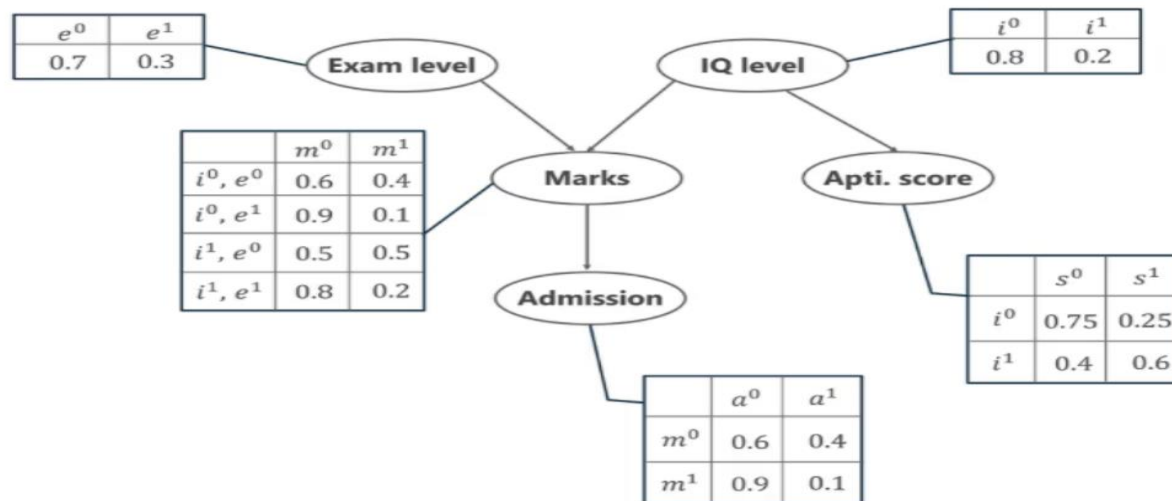 e⁰ e¹
0.7 0.3
Exam level
IQ level
i⁰ i¹
0.8 0.2
m⁰ m¹
i⁰, e⁰ 0.6 0.4
i⁰, e¹ 0.9 0.1
i¹, e⁰ 0.5 0.5
i¹, e¹ 0.8 0.2
Marks
Apti. score
Admission
s⁰ s¹
i⁰ 0.75 0.25
i¹ 0.4 0.6
a⁰ a¹
m⁰ 0.6 0.4
m¹ 0.9 0.1